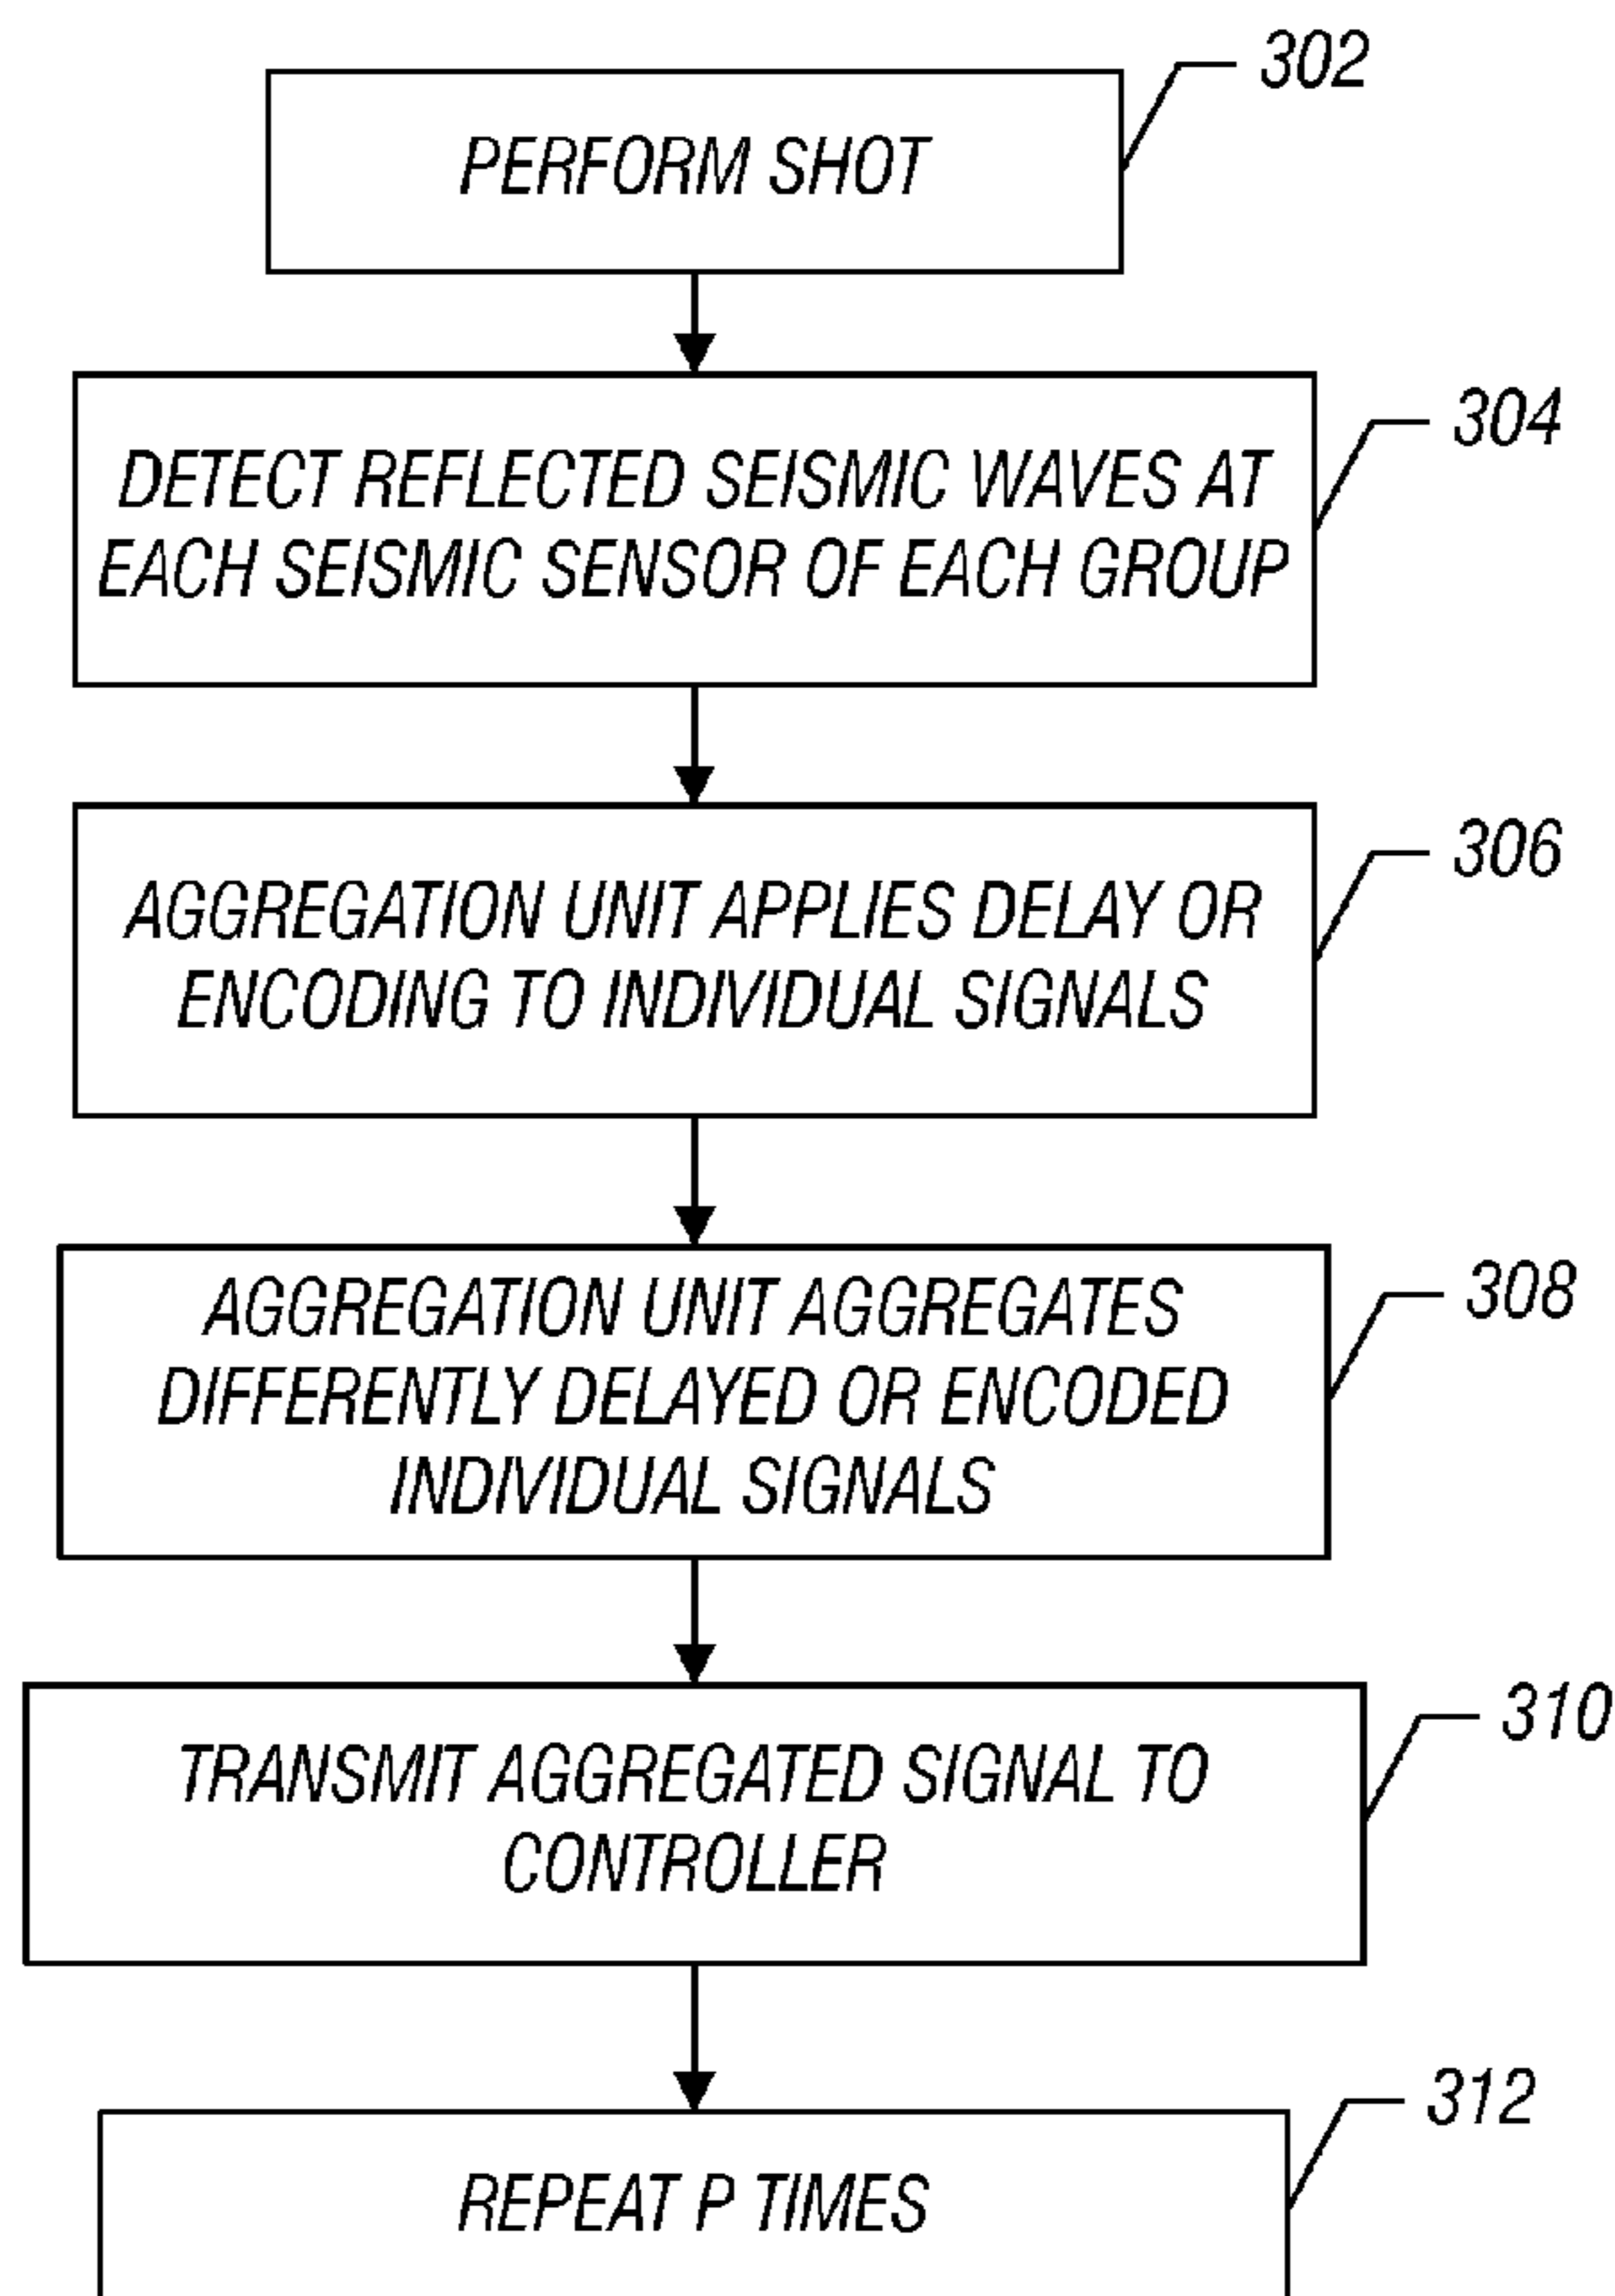 302
PERFORM SHOT
304
DETECT REFLECTED SEISMIC WAVES AT
EACH SEISMIC SENSOR OF EACH GROUP
306
AGGREGATION UNIT APPLIES DELAY OR
ENCODING TO INDIVIDUAL SIGNALS
308
AGGREGATION UNIT AGGREGATES
DIFFERENTLY DELAYED OR ENCODED
INDIVIDUAL SIGNALS
310
TRANSMIT AGGREGATED SIGNAL TO
CONTROLLER
312
REPEAT P TIMES